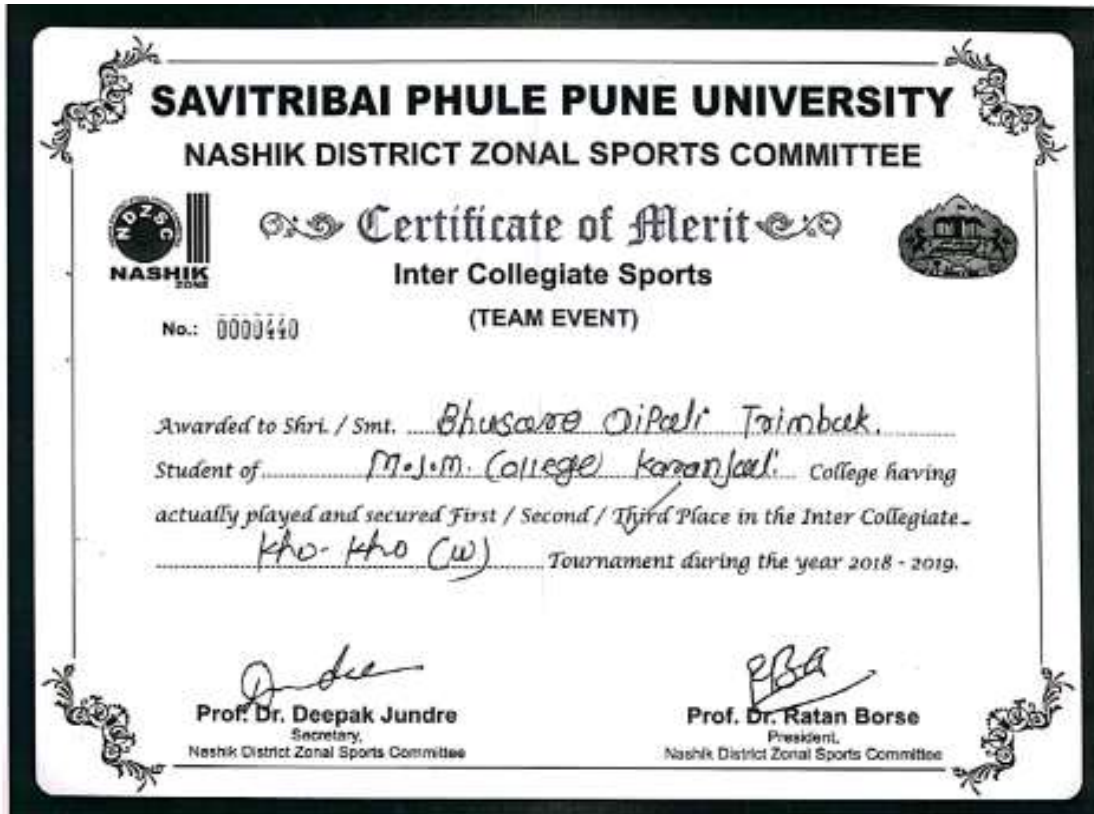 SAVITRIBAI PHULE PUNE UNIVERSITY
NASHIK DISTRICT ZONAL SPORTS COMMITTEE
NDZSC
NASHIK
ZONE
Certificate of Merit
Inter Collegiate Sports
(TEAM EVENT)
No.: 0000440
Awarded to Shri. / Smt. Bhusare Dipali Trimbak.
Student of M.J.M. College Karanjali. College having
actually played and secured First / Second / Third Place in the Inter Collegiate
Kho-Kho (W) Tournament during the year 2018 - 2019.
Prof. Dr. Deepak Jundre
Secretary,
Nashik District Zonal Sports Committee
Prof. Dr. Ratan Borse
President,
Nashik District Zonal Sports Committee